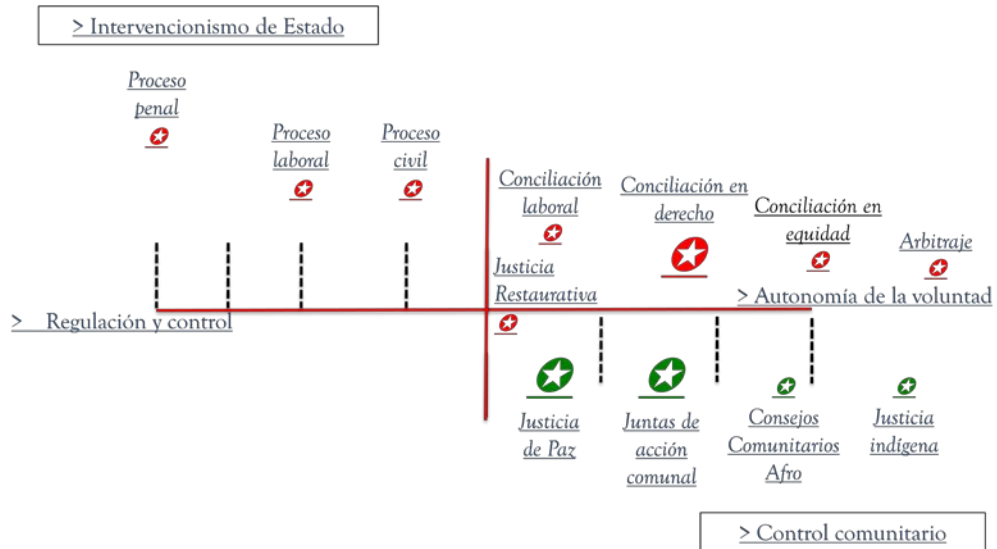 > Intervencionismo de Estado
Proceso
penal
Proceso
laboral
Proceso
civil
Conciliación
laboral
Conciliación en
derecho
Conciliación en
equidad
Arbitraje
Justicia
Restaurativa
> Autonomía de la voluntad
> Regulación y control
Justicia
de Paz
Juntas de
acción
comunal
Consejos
Comunitarios
Afro
Justicia
indígena
> Control comunitario